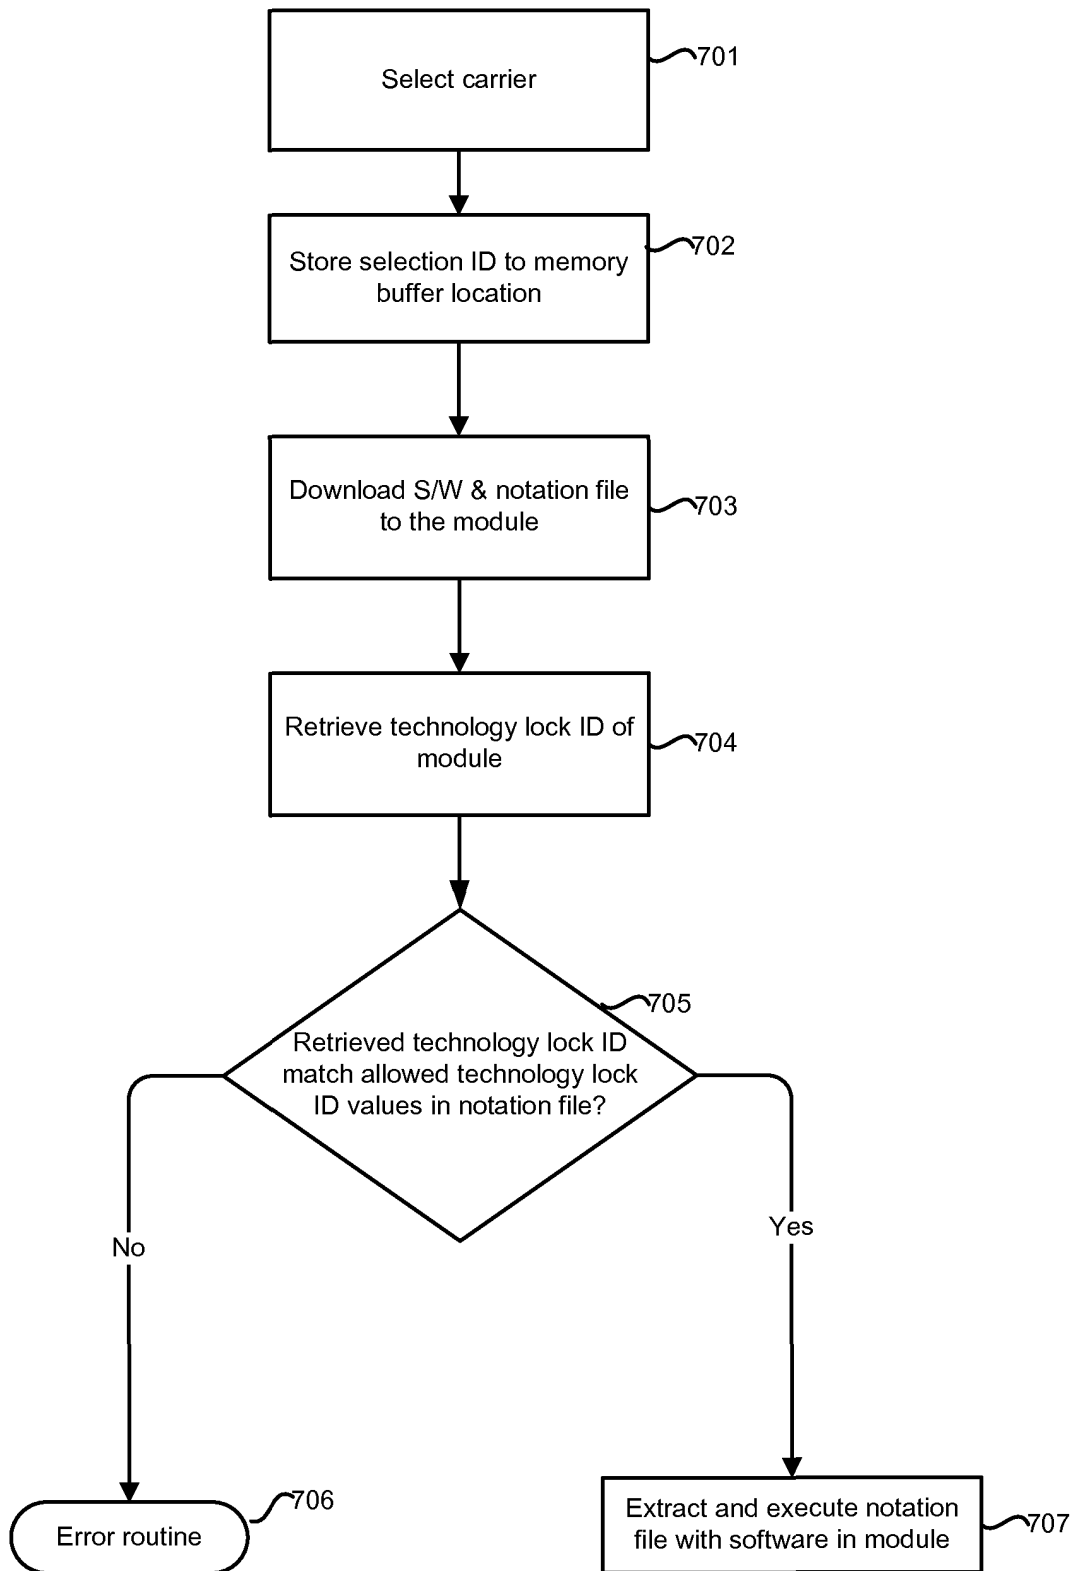 Select carrier
701
Store selection ID to memory
buffer location
702
Download S/W & notation file
to the module
703
Retrieve technology lock ID of
module
704
705
Retrieved technology lock ID
match allowed technology lock
ID values in notation file?
No
Yes
Error routine
706
Extract and execute notation
file with software in module
707